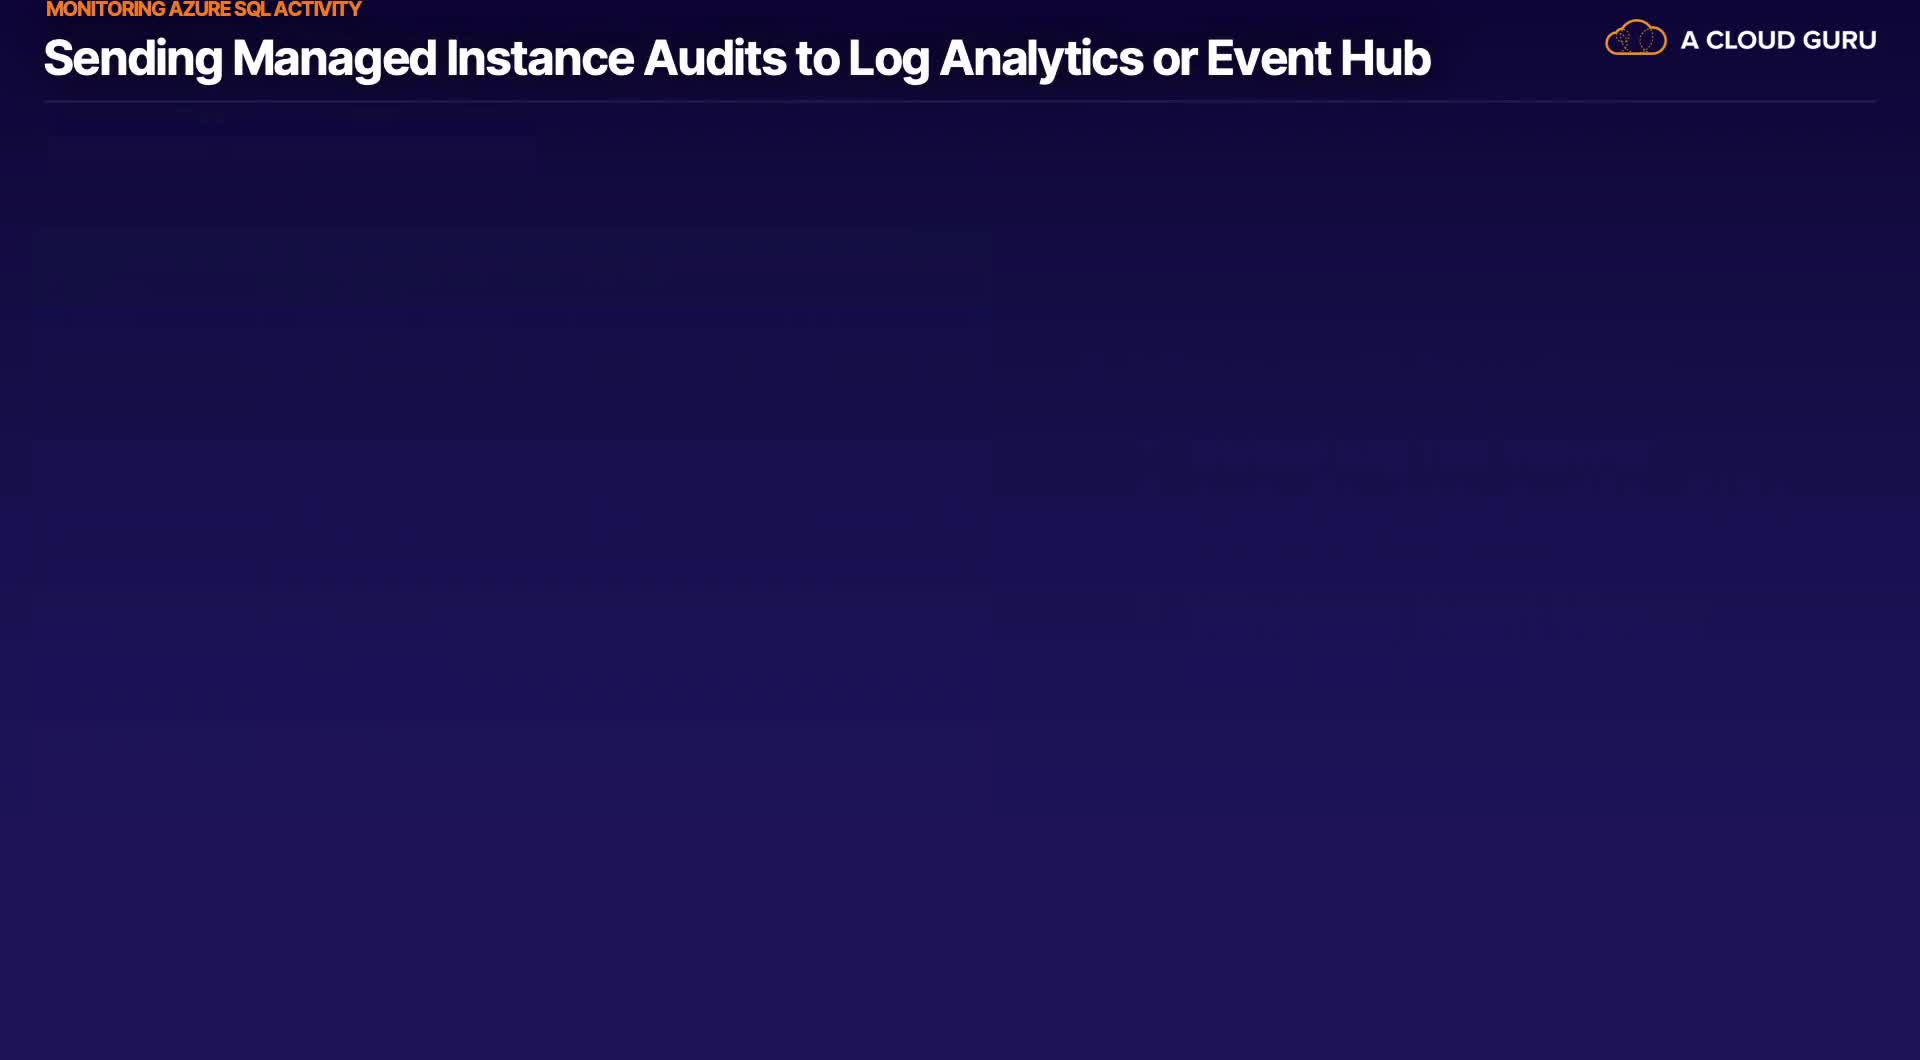 MONITORING AZURE SQL ACTIVITY
Sending Managed Instance Audits to Log Analytics or Event Hub
A CLOUD GURU